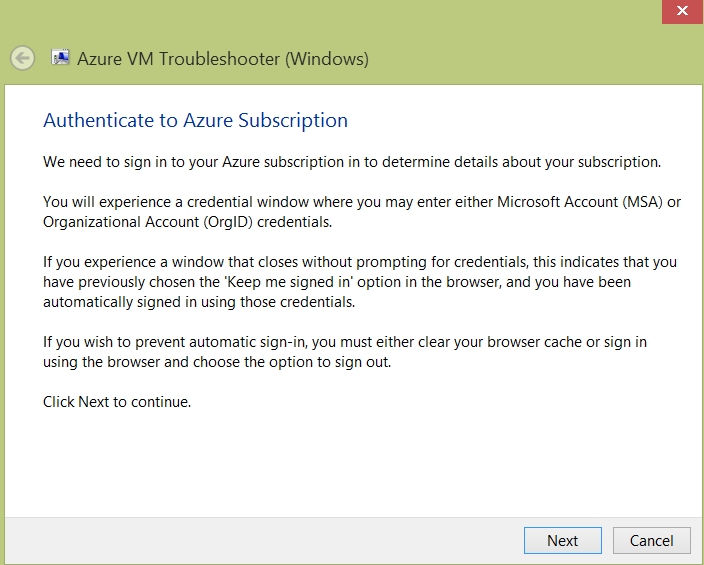 Azure VM Troubleshooter (Windows)
Authenticate to Azure Subscription
We need to sign in to your Azure subscription in to determine details about your subscription.
You will experience a credential window where you may enter either Microsoft Account (MSA) or
Organizational Account (OrgID) credentials.
If you experience a window that closes without prompting for credentials, this indicates that you
have previously chosen the 'Keep me signed in' option in the browser, and you have been
automatically signed in using those credentials.
If you wish to prevent automatic sign-in, you must either clear your browser cache or sign in
using the browser and choose the option to sign out.
Click Next to continue.
Next
Cancel